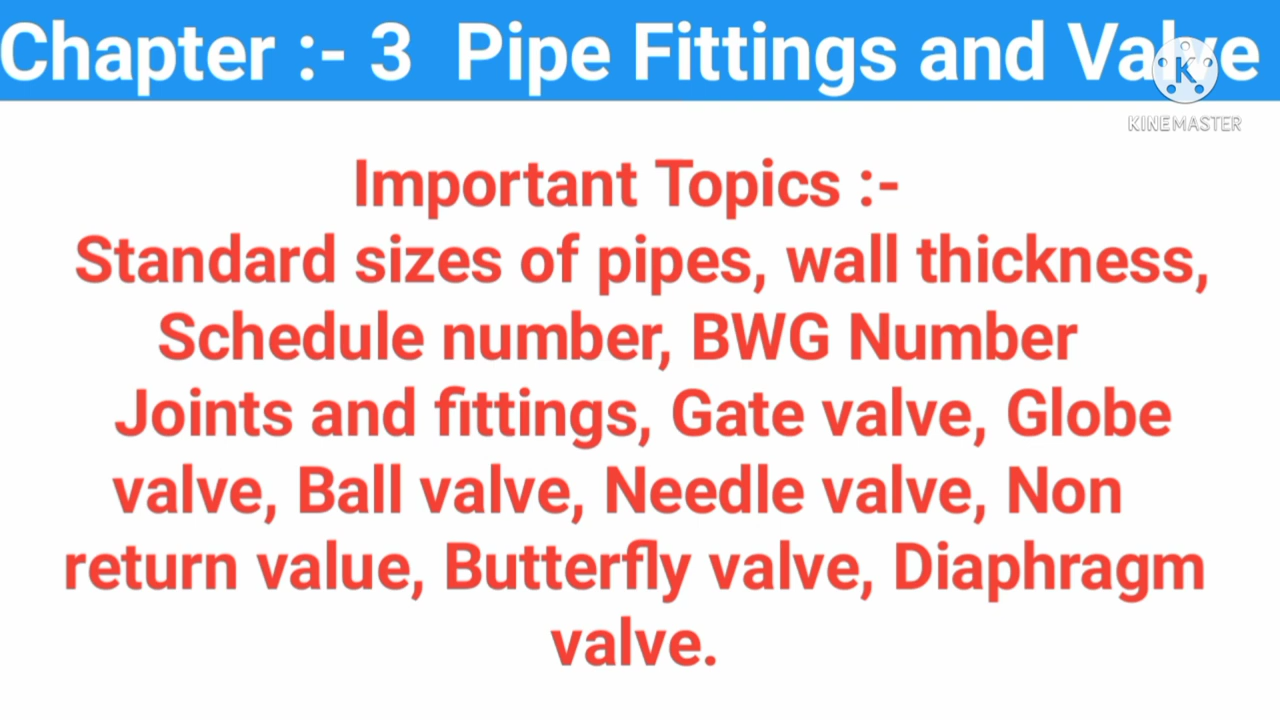 Chapter :- 3 Pipe Fittings and Valve
K
KINEMASTER
Important Topics :-
Standard sizes of pipes, wall thickness,
Schedule number, BWG Number
Joints and fittings, Gate valve, Globe
valve, Ball valve, Needle valve, Non
return value, Butterfly valve, Diaphragm
valve.